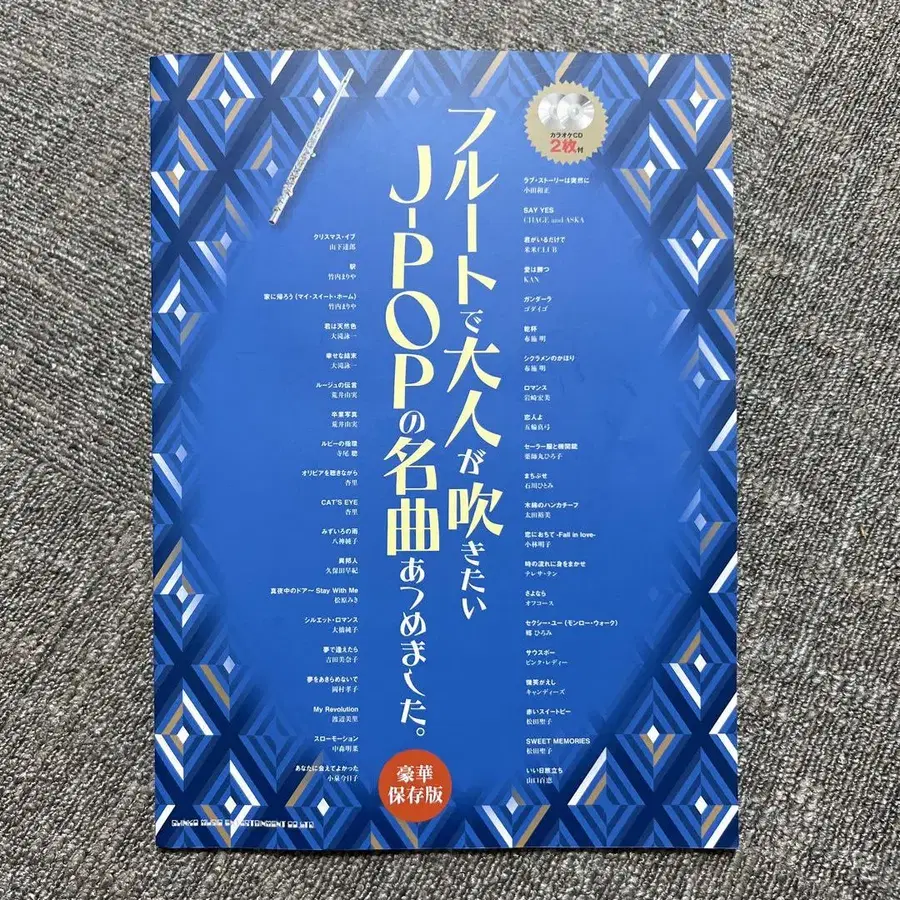 フルートで大人が吹きたい
J-POPの名曲あつめました。
カラオケCD
2枚付
ラブ・ストーリーは突然に
小田和正
SAY YES
CHAGE and ASKA
君がいるだけで
米米CLUB
愛は勝つ
KAN
ガンダーラ
ゴダイゴ
布施 明
シクラメンのかほり
布施 明
ロマンス
岩崎宏美
恋人よ
五輪真弓
セーラー服と機関銃
薬師丸ひろ子
まちぶせ
石川ひとみ
木綿のハンカチーフ
太田裕美
恋におちて -Fall in love-
小林明子
時の流れに身をまかせ
テレサ・テン
さよなら
オフコース
セクシー・ユー (モンロー・ウォーク)
郷 ひろみ
サウスポー
ピンク・レディー
微笑がえし
キャンディーズ
赤いスイートピー
松田聖子
SWEET MEMORIES
松田聖子
いい日旅立ち
山口百恵
クリスマス・イブ
山下達郎
駅
竹内まりや
家に帰ろう (マイ・スイート・ホーム)
竹内まりや
君は天然色
大滝詠一
幸せな結末
大滝詠一
ルージュの伝言
荒井由実
卒業写真
荒井由実
ルビーの指環
寺尾 聰
オリビアを聴きながら
杏里
CAT'S EYE
杏里
みずいろの雨
八神純子
異邦人
久保田早紀
真夜中のドア〜Stay With Me
松原みき
シルエット・ロマンス
大橋純子
夢で逢えたら
吉田美奈子
夢をあきらめないで
岡村孝子
My Revolution
渡辺美里
スローモーション
中森明菜
あなたに会えてよかった
小泉今日子
豪華
保存版
SHINKO MUSIC ENTERTAINMENT CO.,LTD.